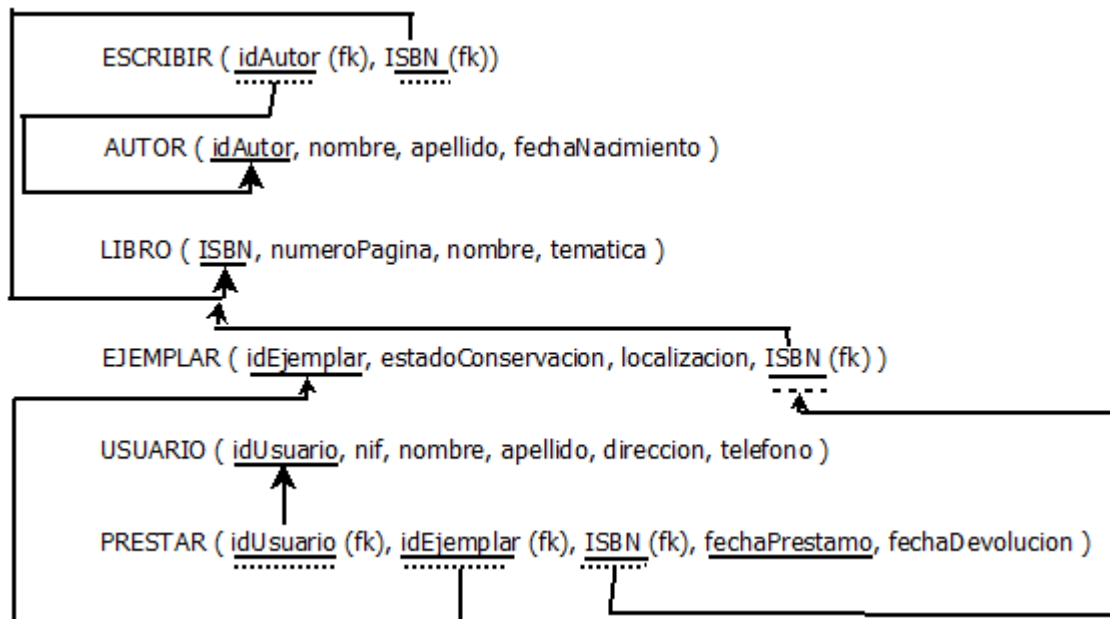 ESCRIBIR ( idAutor (fk), ISBN (fk))
AUTOR ( idAutor, nombre, apellido, fechaNacimiento )
LIBRO ( ISBN, numeroPagina, nombre, tematica )
EJEMPLAR ( idEjemplar, estadoConservacion, localizacion, ISBN (fk) )
USUARIO ( idUsuario, nif, nombre, apellido, direccion, telefono )
PRESTAR ( idUsuario (fk), idEjemplar (fk), ISBN (fk), fechaPrestamo, fechaDevolucion )